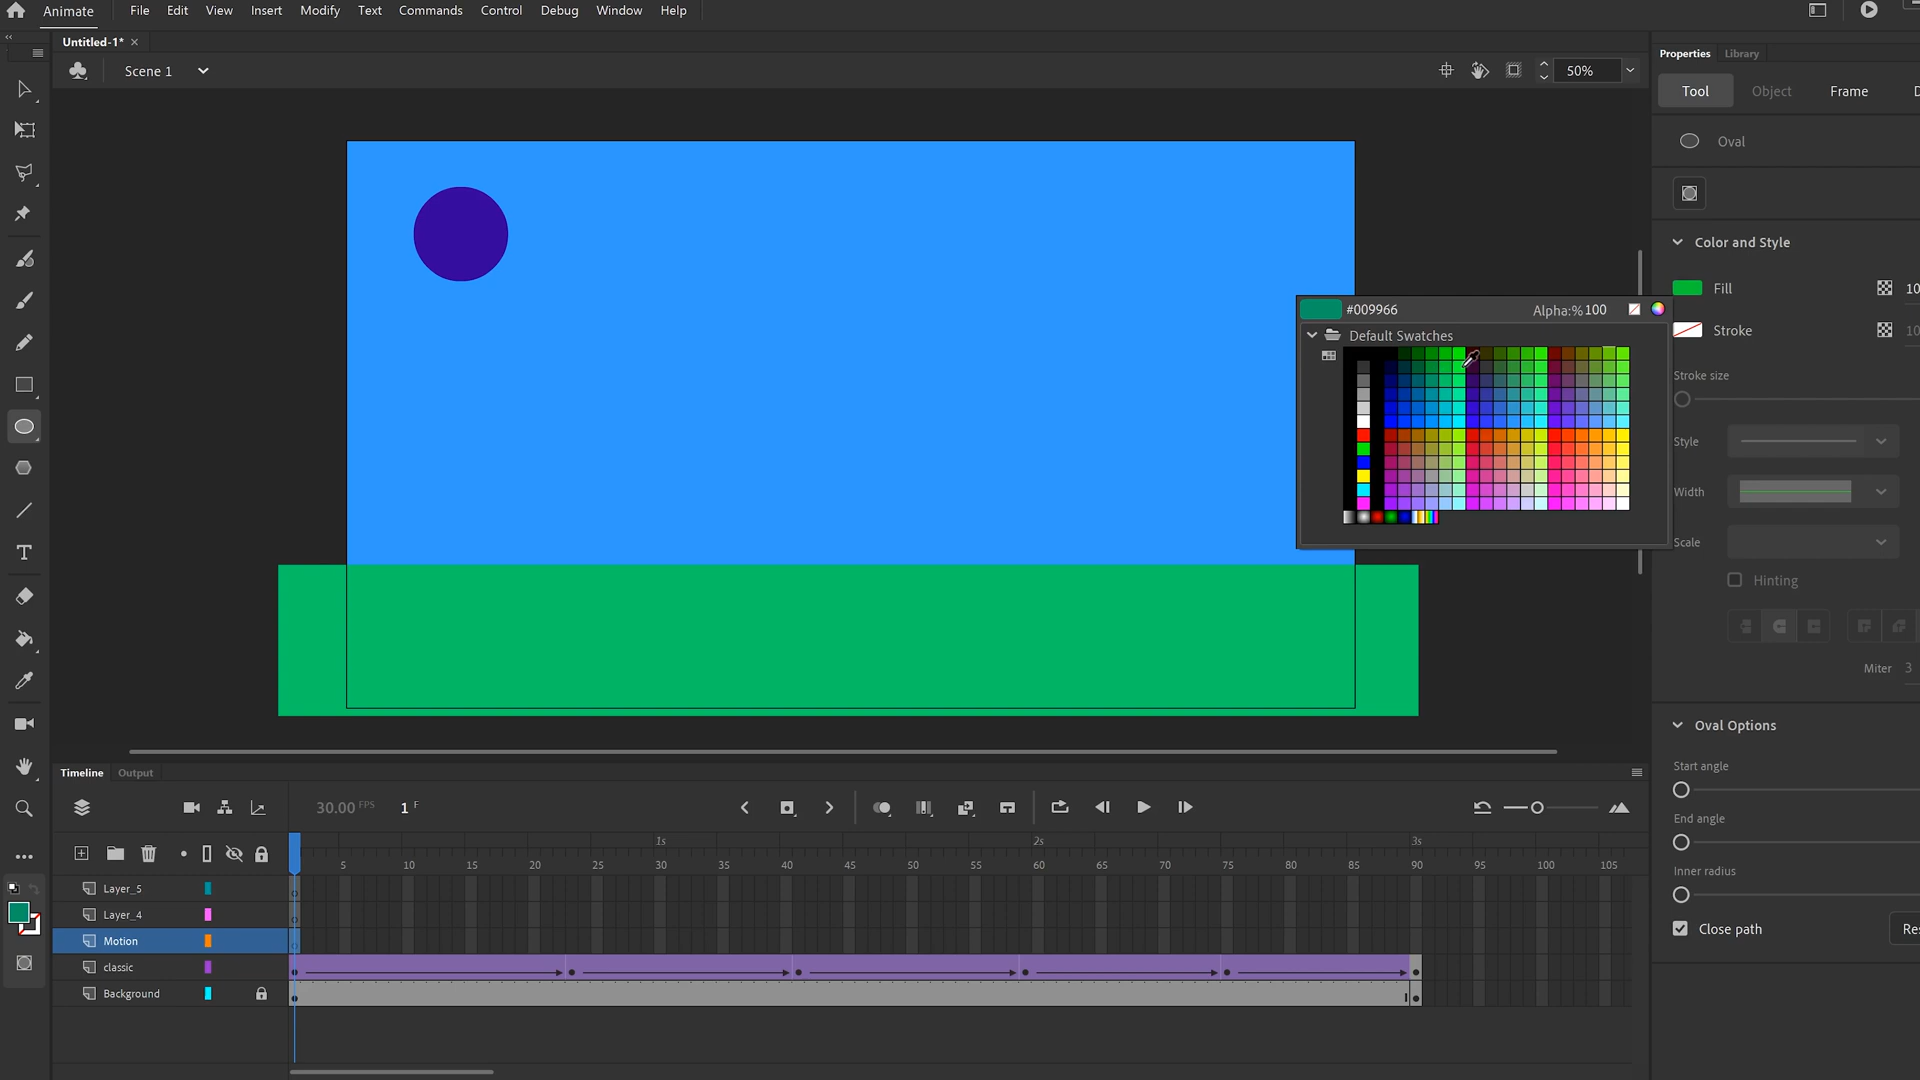 Animate File Edit View Insert Modify Text Commands Control Debug Window Help
Untitled-1*
Scene 1
50%
Properties Library
Tool Object Frame
Oval
Color and Style
Fill 10
Stroke 10
Stroke size
Style
Width
Scale
Hinting
Miter 3
Oval Options
Start angle
End angle
Inner radius
Close path Res
#009966 Alpha:% 100
Default Swatches
Timeline Output
30.00 FPS 1 F
1s 2s 3s
5 10 15 20 25 30 35 40 45 50 55 60 65 70 75 80 85 90 95 100 105
Layer_5
Layer_4
Motion
classic
Background